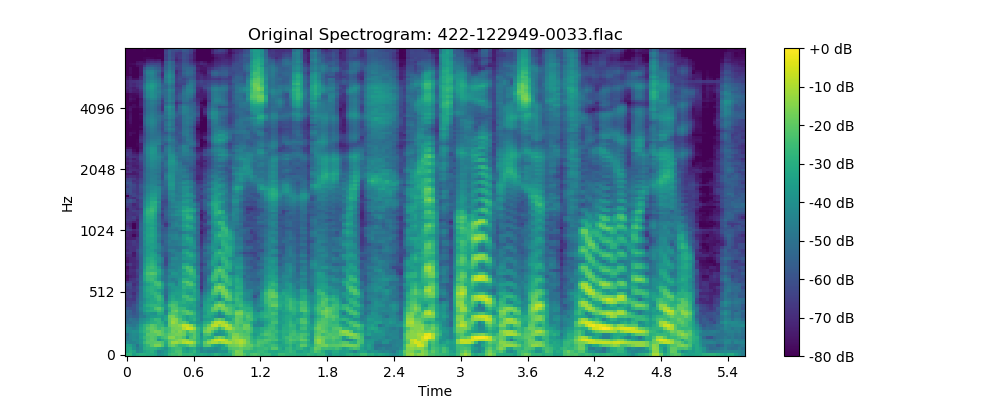 Original Spectrogram: 422-122949-0033.flac
Hz
4096
2048
1024
512
0
0 0.6 1.2 1.8 2.4 3 3.6 4.2 4.8 5.4
Time
+0 dB
-10 dB
-20 dB
-30 dB
-40 dB
-50 dB
-60 dB
-70 dB
-80 dB